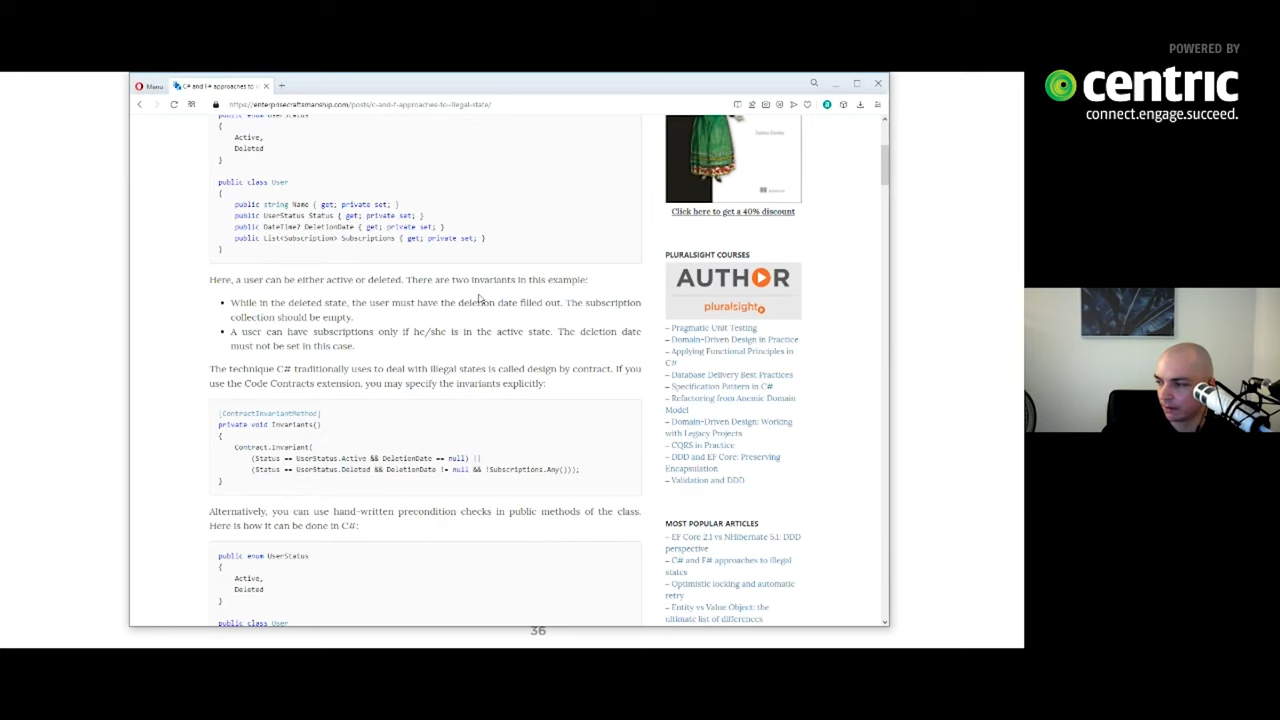 POWERED BY
centric
connect.engage.succeed.
Menu
C# and F# approaches to
https://enterprisecraftsmanship.com/posts/c-and-f-approaches-to-illegal-state/
public enum UserStatus
{
Active,
Deleted
}
public class User
{
public string Name { get; private set; }
public UserStatus Status { get; private set; }
public DateTime? DeletionDate { get; private set; }
public List<Subscription> Subscriptions { get; private set; }
}
Here, a user can be either active or deleted. There are two invariants in this example:
• While in the deleted state, the user must have the deletion date filled out. The subscription
collection should be empty.
• A user can have subscriptions only if he/she is in the active state. The deletion date
must not be set in this case.
The technique C# traditionally uses to deal with illegal states is called design by contract. If you
use the Code Contracts extension, you may specify the invariants explicitly:
[ContractInvariantMethod]
private void Invariants()
{
Contract.Invariant(
(Status == UserStatus.Active && DeletionDate == null) ||
(Status == UserStatus.Deleted && DeletionDate != null && !Subscriptions.Any()));
}
Alternatively, you can use hand-written precondition checks in public methods of the class.
Here is how it can be done in C#:
public enum UserStatus
{
Active,
Deleted
}
public class User
Click here to get a 40% discount
PLURALSIGHT COURSES
AUTHOR
pluralsight
– Pragmatic Unit Testing
– Domain-Driven Design in Practice
– Applying Functional Principles in
C#
– Database Delivery Best Practices
– Specification Pattern in C#
– Refactoring from Anemic Domain
Model
– Domain-Driven Design: Working
with Legacy Projects
– CQRS in Practice
– DDD and EF Core: Preserving
Encapsulation
– Validation and DDD
MOST POPULAR ARTICLES
– EF Core 2.1 vs NHibernate 5.1: DDD
perspective
– C# and F# approaches to illegal
states
– Optimistic locking and automatic
retry
– Entity vs Value Object: the
ultimate list of differences
36